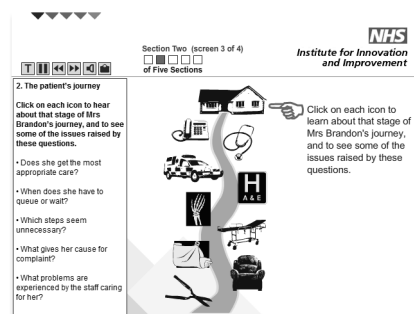 Section Two (screen 3 of 4)
of Five Sections
NHS
Institute for Innovation
and Improvement
T
2. The patient's journey
Click on each icon to hear
about that stage of Mrs
Brandon's journey, and to see
some of the issues raised by
these questions.
• Does she get the most
appropriate care?
• When does she have to
queue or wait?
• Which steps seem
unnecessary?
• What gives her cause for
complaint?
• What problems are
experienced by the staff caring
for her?
H
A & E
Click on each icon to
learn about that stage of
Mrs Brandon's journey,
and to see some of the
issues raised by these
questions.